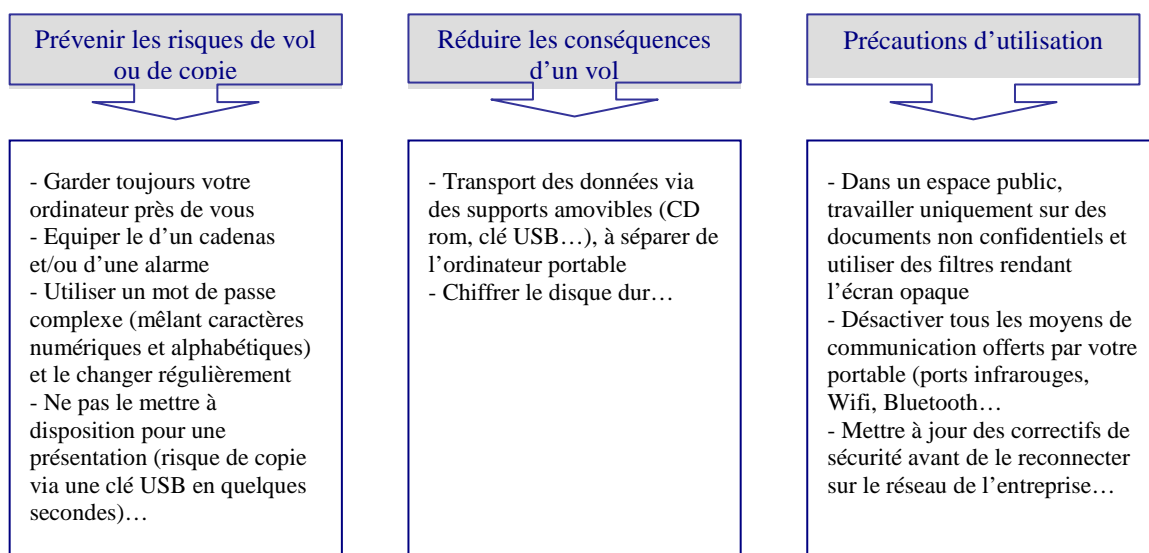 Prévenir les risques de vol
ou de copie
Réduire les conséquences
d’un vol
Précautions d’utilisation
- Garder toujours votre
ordinateur près de vous
- Equiper le d’un cadenas
et/ou d’une alarme
- Utiliser un mot de passe
complexe (mêlant caractères
numériques et alphabétiques)
et le changer régulièrement
- Ne pas le mettre à
disposition pour une
présentation (risque de copie
via une clé USB en quelques
secondes)…
- Transport des données via
des supports amovibles (CD
rom, clé USB…), à séparer de
l’ordinateur portable
- Chiffrer le disque dur…
- Dans un espace public,
travailler uniquement sur des
documents non confidentiels et
utiliser des filtres rendant
l’écran opaque
- Désactiver tous les moyens de
communication offerts par votre
portable (ports infrarouges,
Wifi, Bluetooth…
- Mettre à jour des correctifs de
sécurité avant de le reconnecter
sur le réseau de l’entreprise…